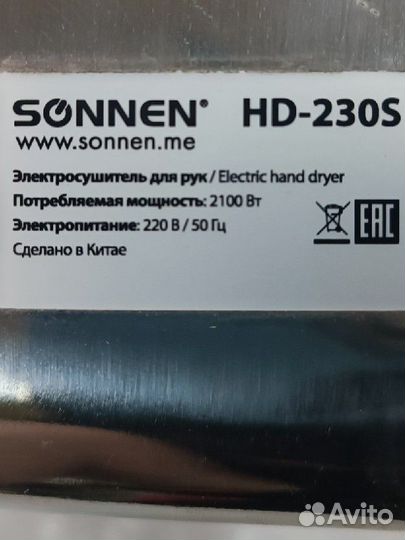 SONNEN® HD-230S
www.sonnen.me
Электросушитель для рук / Electric hand dryer
Потребляемая мощность: 2100 Вт
Электропитание: 220 В / 50 Гц
Сделано в Китае
EAC
Avito